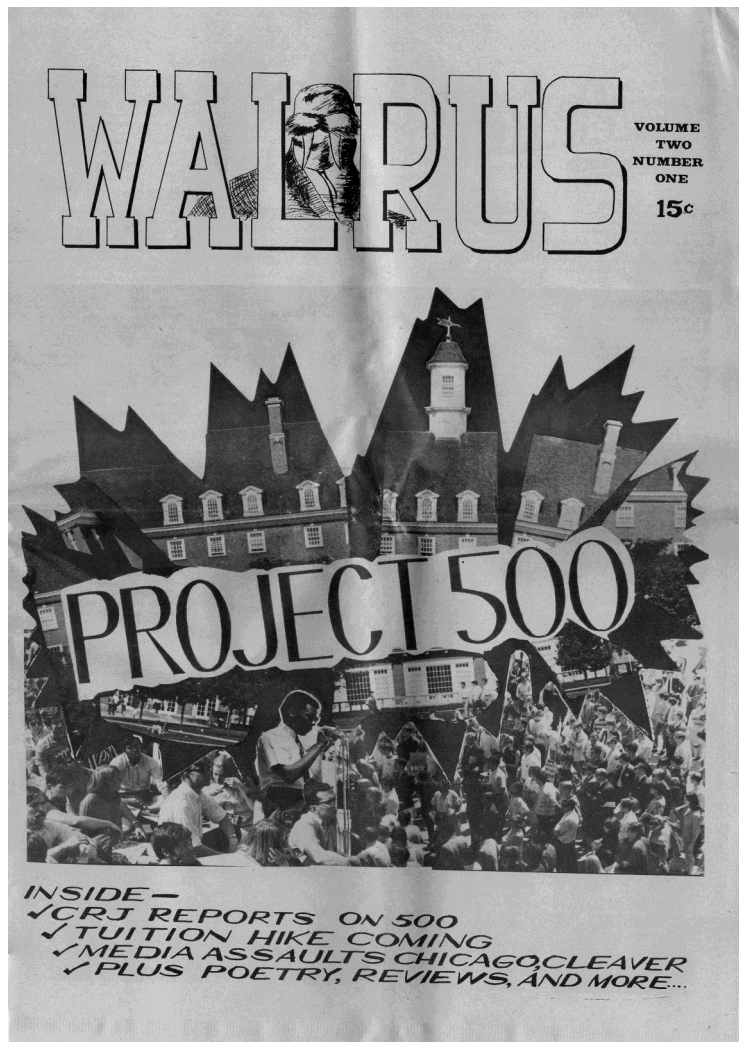 WALRUS
VOLUME
TWO
NUMBER
ONE
15¢
PROJECT 500
INSIDE—
✓CRJ REPORTS ON 500
✓TUITION HIKE COMING
✓MEDIA ASSAULTS CHICAGO,CLEAVER
✓PLUS POETRY, REVIEWS, AND MORE...